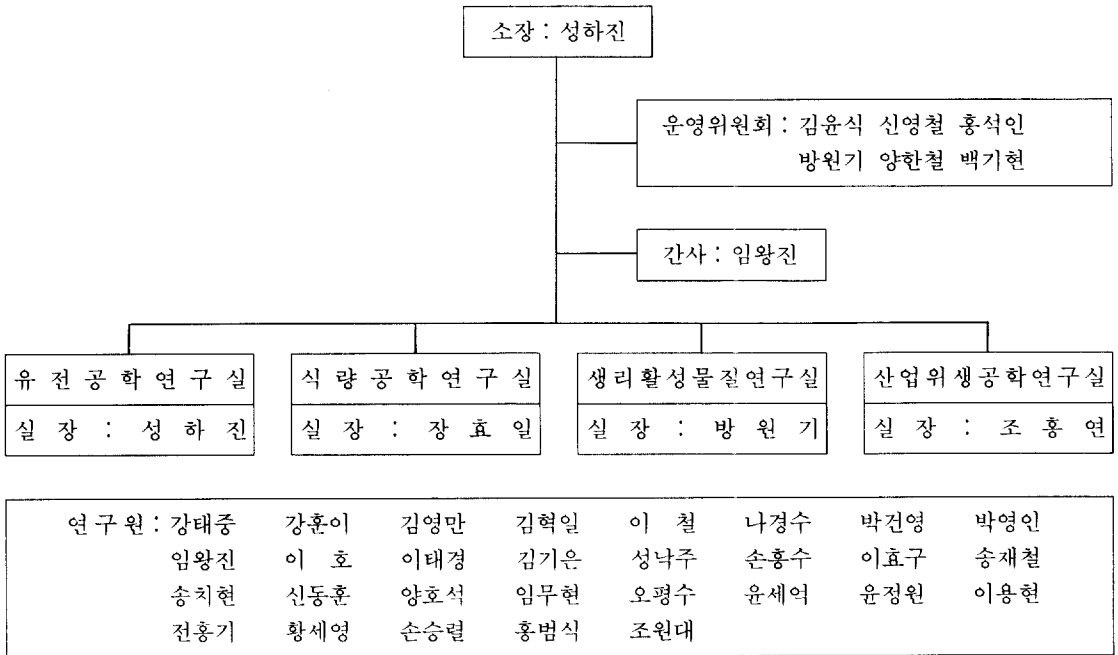 소장 : 성하진
운영위원회 : 김윤식 신영철 홍석인
방원기 양한철 백기현
간사 : 임왕진
유전공학연구실
실장 : 성하진
식량공학연구실
실장 : 장효일
생리활성물질연구실
실장 : 방원기
산업위생공학연구실
실장 : 조홍연
연구원 : 강태중 강훈이 김영만 김혁일 이 철 나경수 박건영 박영인
임왕진 이 호 이태경 김기은 성낙주 손홍수 이효구 송재철
송치현 신동훈 양호석 임무현 오평수 윤세억 윤정원 이용현
전홍기 황세영 손승렬 홍범식 조원대